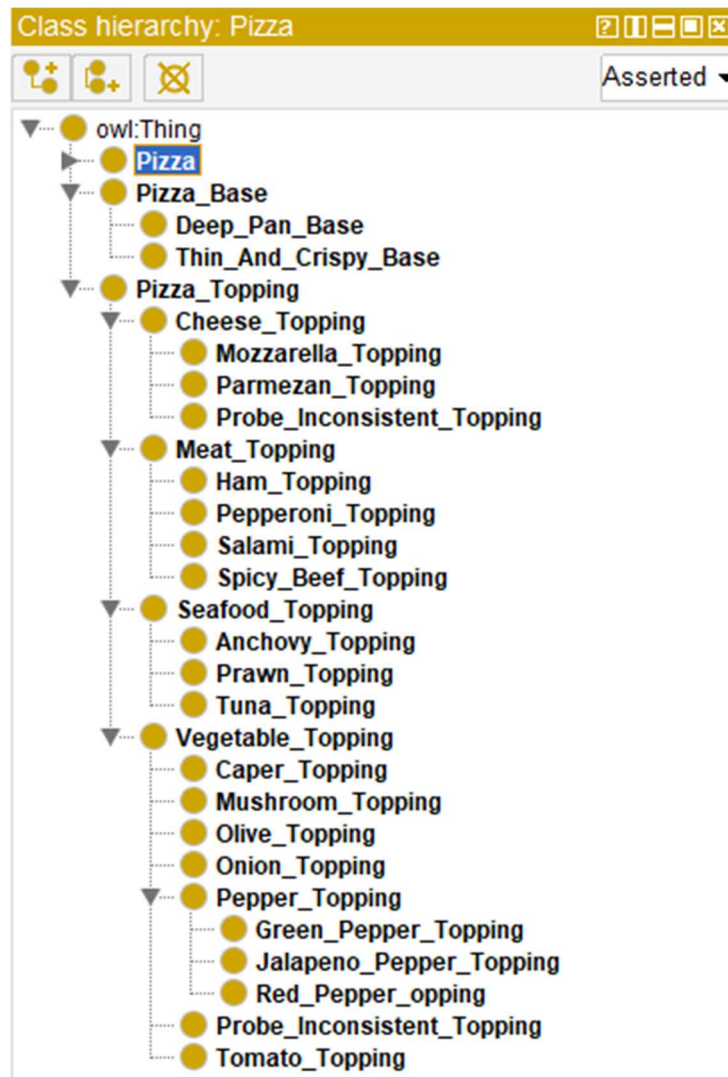 Class hierarchy: Pizza
Asserted
owl:Thing
Pizza
Pizza_Base
Deep_Pan_Base
Thin_And_Crispy_Base
Pizza_Topping
Cheese_Topping
Mozzarella_Topping
Parmezan_Topping
Probe_Inconsistent_Topping
Meat_Topping
Ham_Topping
Pepperoni_Topping
Salami_Topping
Spicy_Beef_Topping
Seafood_Topping
Anchovy_Topping
Prawn_Topping
Tuna_Topping
Vegetable_Topping
Caper_Topping
Mushroom_Topping
Olive_Topping
Onion_Topping
Pepper_Topping
Green_Pepper_Topping
Jalapeno_Pepper_Topping
Red_Pepper_opping
Probe_Inconsistent_Topping
Tomato_Topping